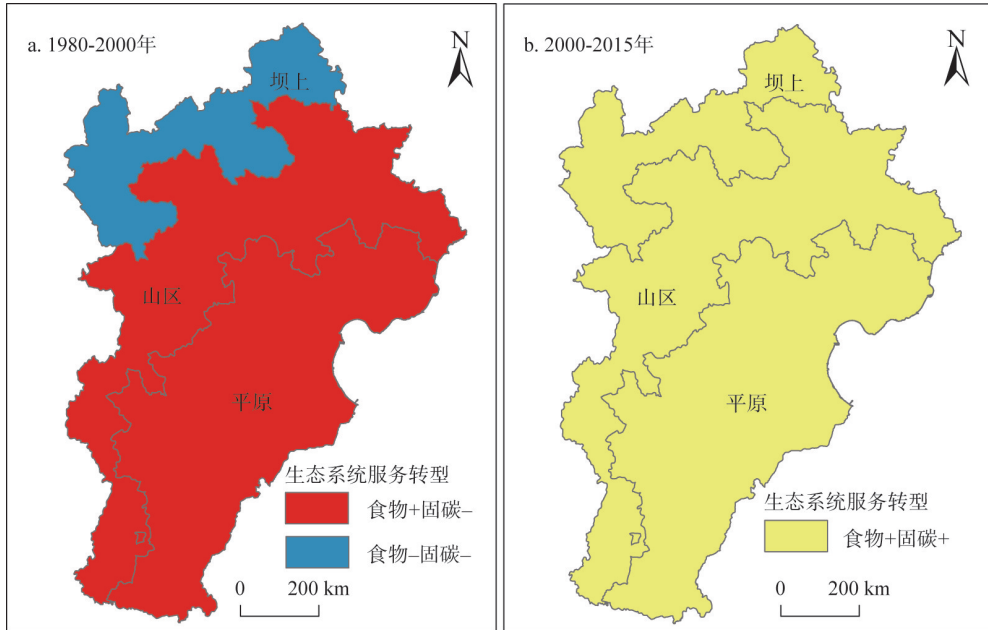 a. 1980-2000年
N
坝上
山区
平原
生态系统服务转型
食物+固碳–
食物–固碳–
0 200 km
b. 2000-2015年
N
坝上
山区
平原
生态系统服务转型
食物+固碳+
0 200 km